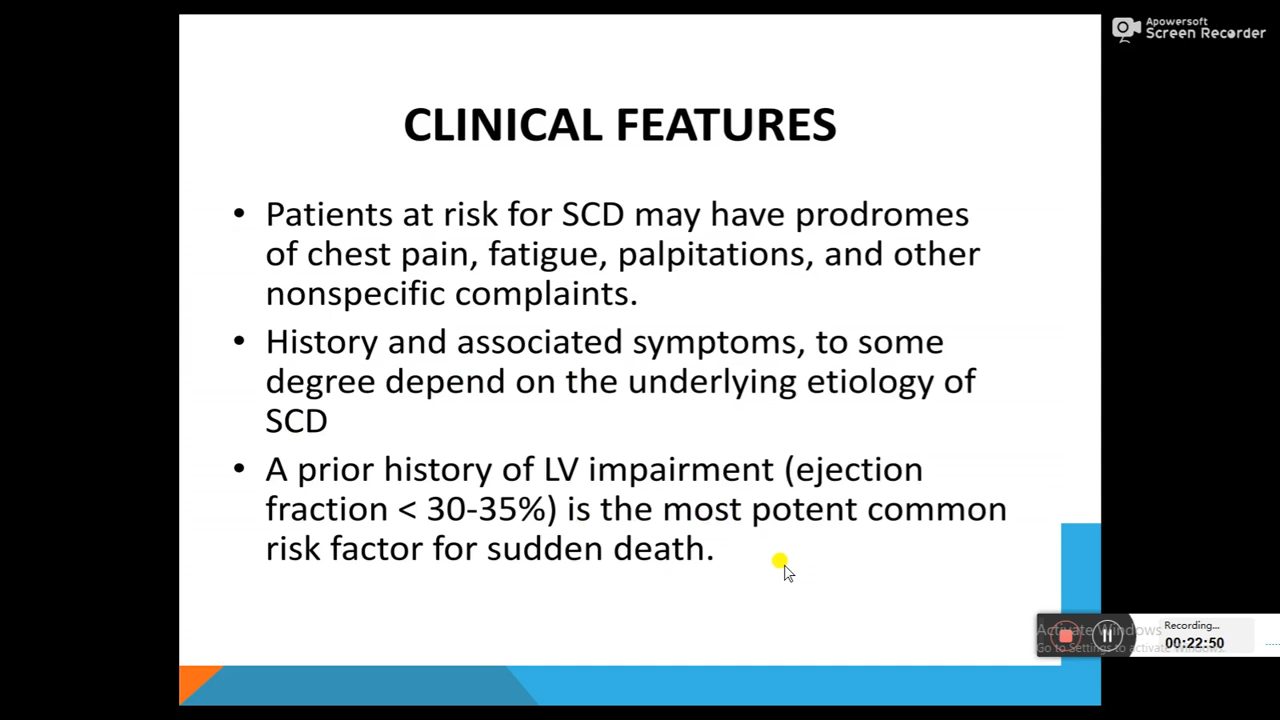 Apowersoft
Screen Recorder
CLINICAL FEATURES
• Patients at risk for SCD may have prodromes
of chest pain, fatigue, palpitations, and other
nonspecific complaints.
• History and associated symptoms, to some
degree depend on the underlying etiology of
SCD
• A prior history of LV impairment (ejection
fraction < 30-35%) is the most potent common
risk factor for sudden death.
Activate Windows
Go to Settings to activate Windows.
Recording...
00:22:50